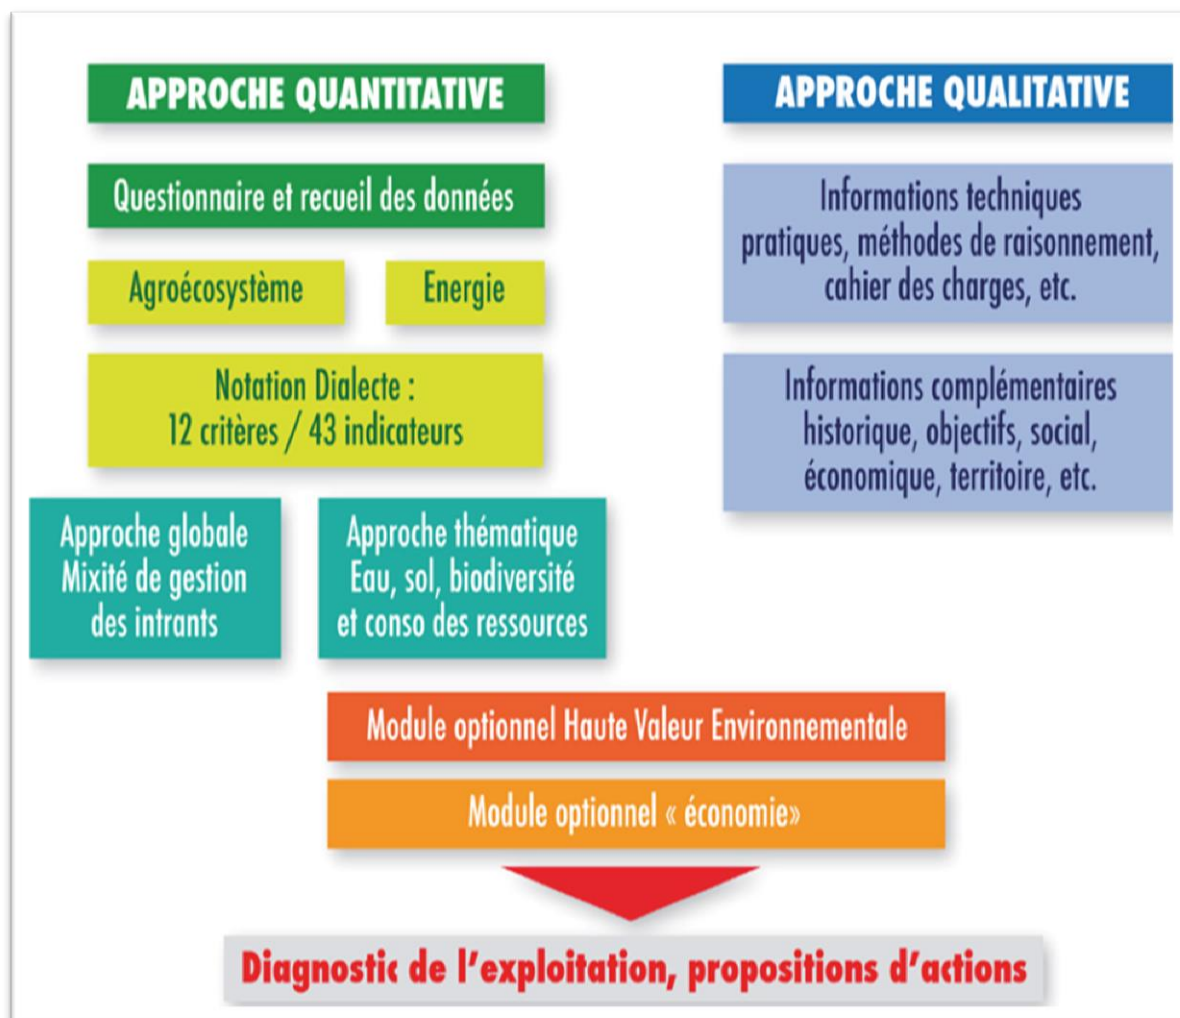 APPROCHE QUANTITATIVE
Questionnaire et recueil des données
Agroécosystème
Energie
Notation Dialecte :
12 critères / 43 indicateurs
Approche globale
Mixité de gestion
des intrants
Approche thématique
Eau, sol, biodiversité
et conso des ressources
APPROCHE QUALITATIVE
Informations techniques
pratiques, méthodes de raisonnement,
cahier des charges, etc.
Informations complémentaires
historique, objectifs, social,
économique, territoire, etc.
Module optionnel Haute Valeur Environnementale
Module optionnel « économie»
Diagnostic de l'exploitation, propositions d'actions